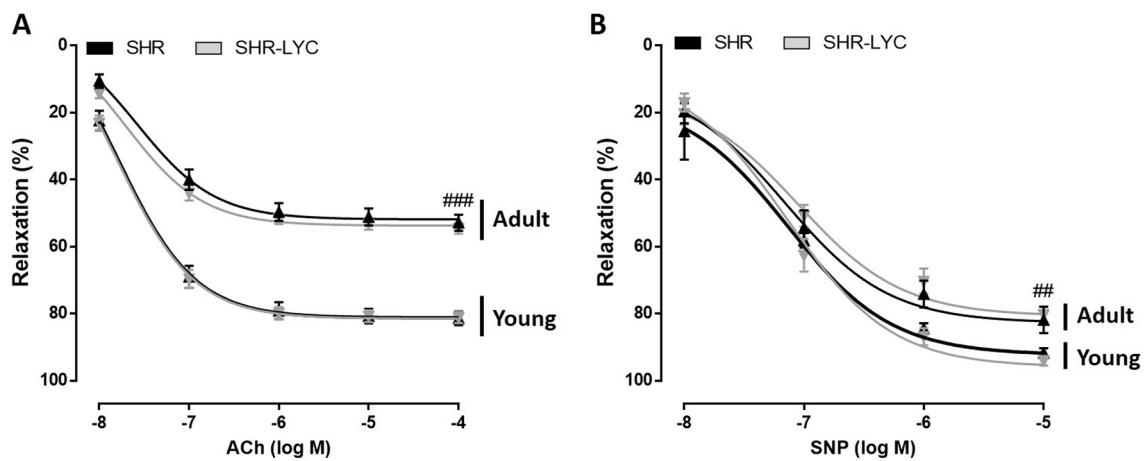 A
SHR SHR-LYC
Relaxation (%)
0
20
40
60
80
100
###
Adult
Young
-8 -7 -6 -5 -4
ACh (log M)
B
SHR SHR-LYC
Relaxation (%)
0
20
40
60
80
100
##
Adult
Young
-8 -7 -6 -5
SNP (log M)